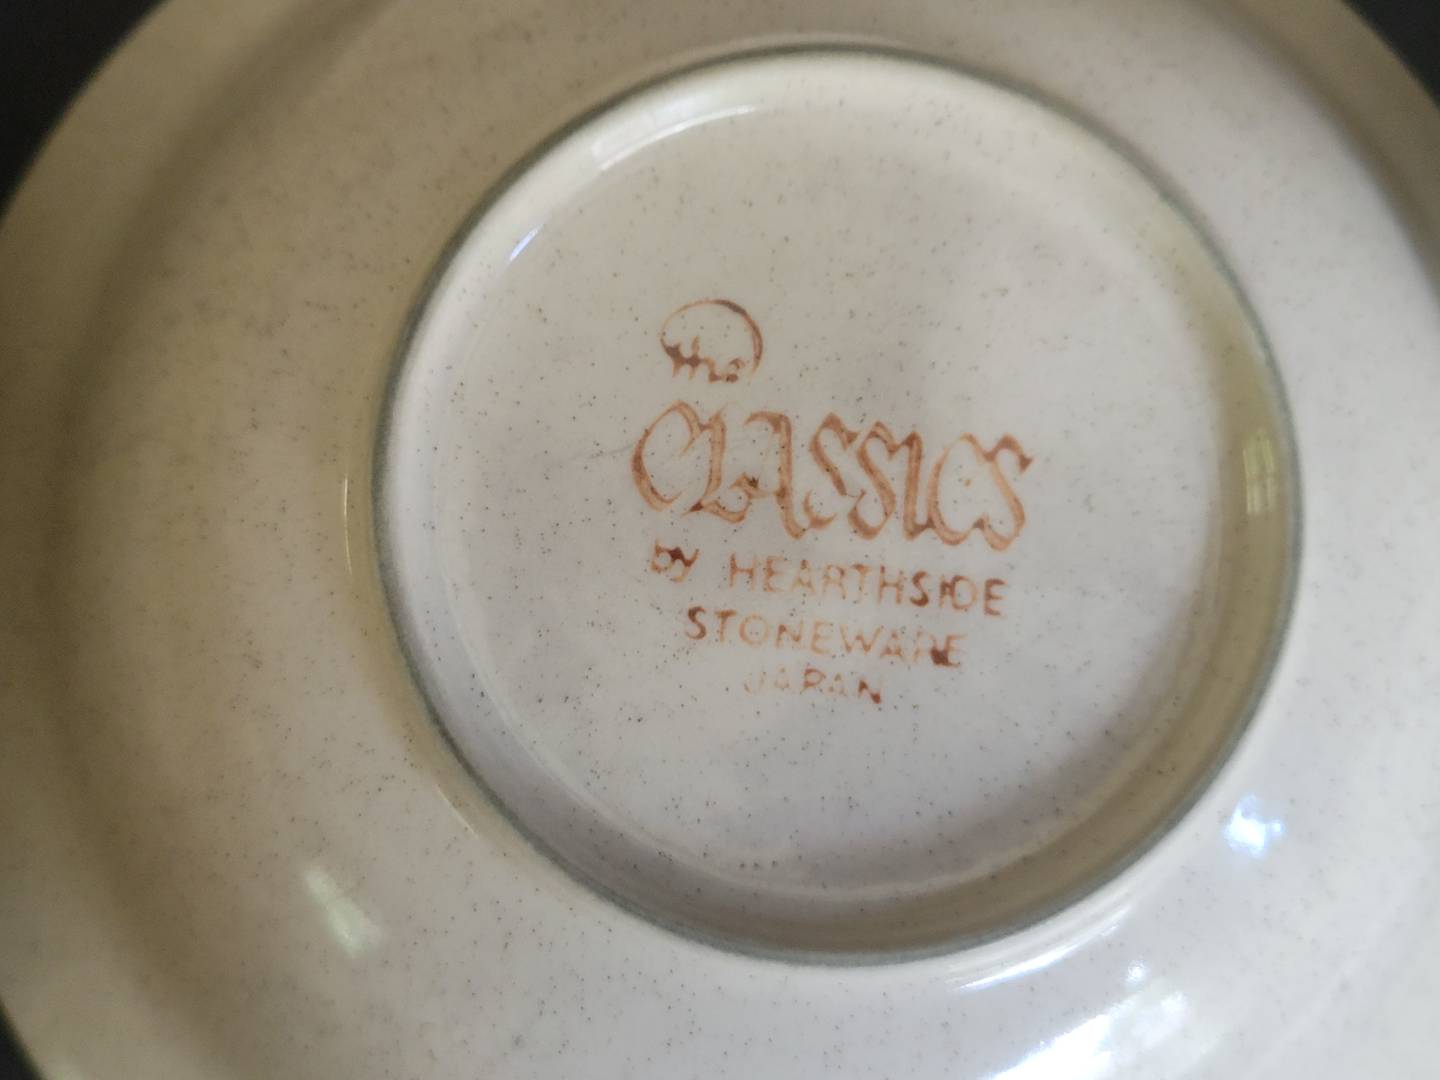 the
CLASSICS
by HEARTHSIDE
STONEWARE
JAPAN